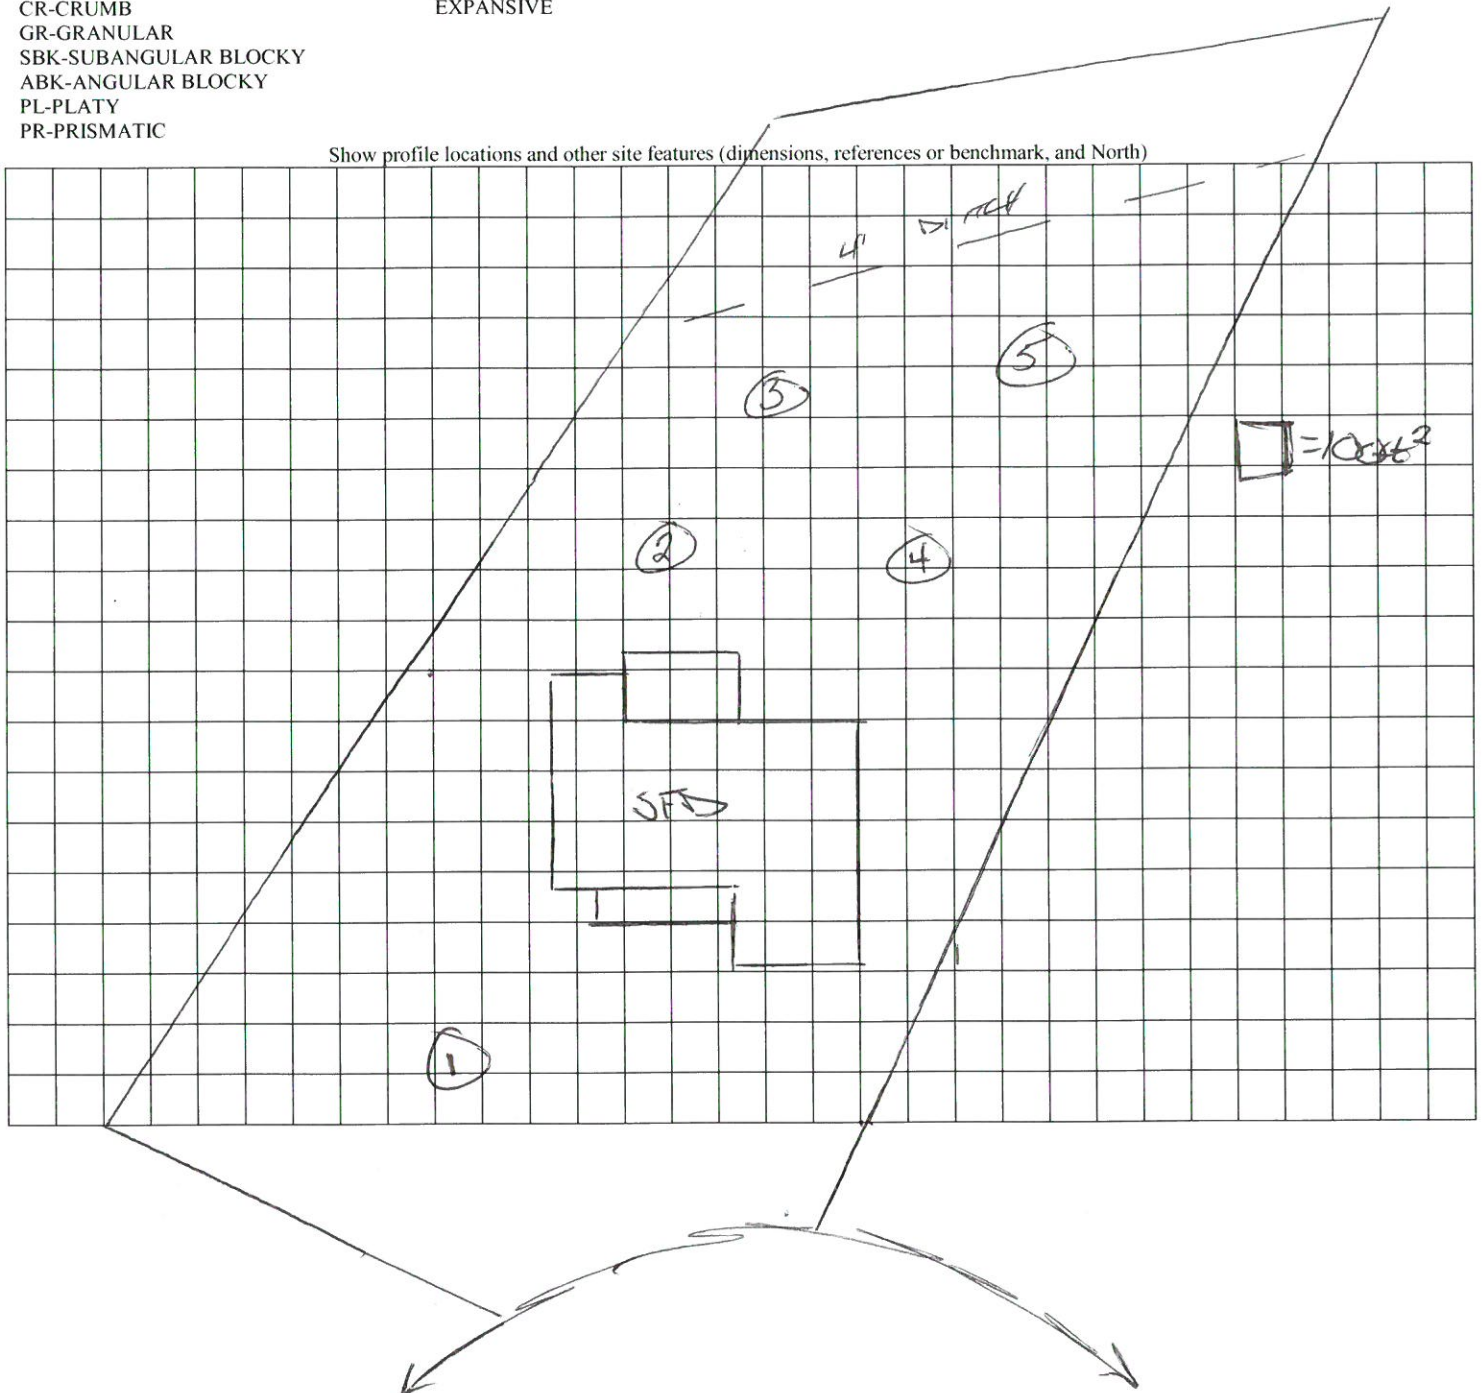 CR-CRUMB
EXPANSIVE
GR-GRANULAR
SBK-SUBANGULAR BLOCKY
ABK-ANGULAR BLOCKY
PL-PLATY
PR-PRISMATIC
Show profile locations and other site features (dimensions, references or benchmark, and North)
4' DITCH
5
3
=100ft²
2
4
SFD
1